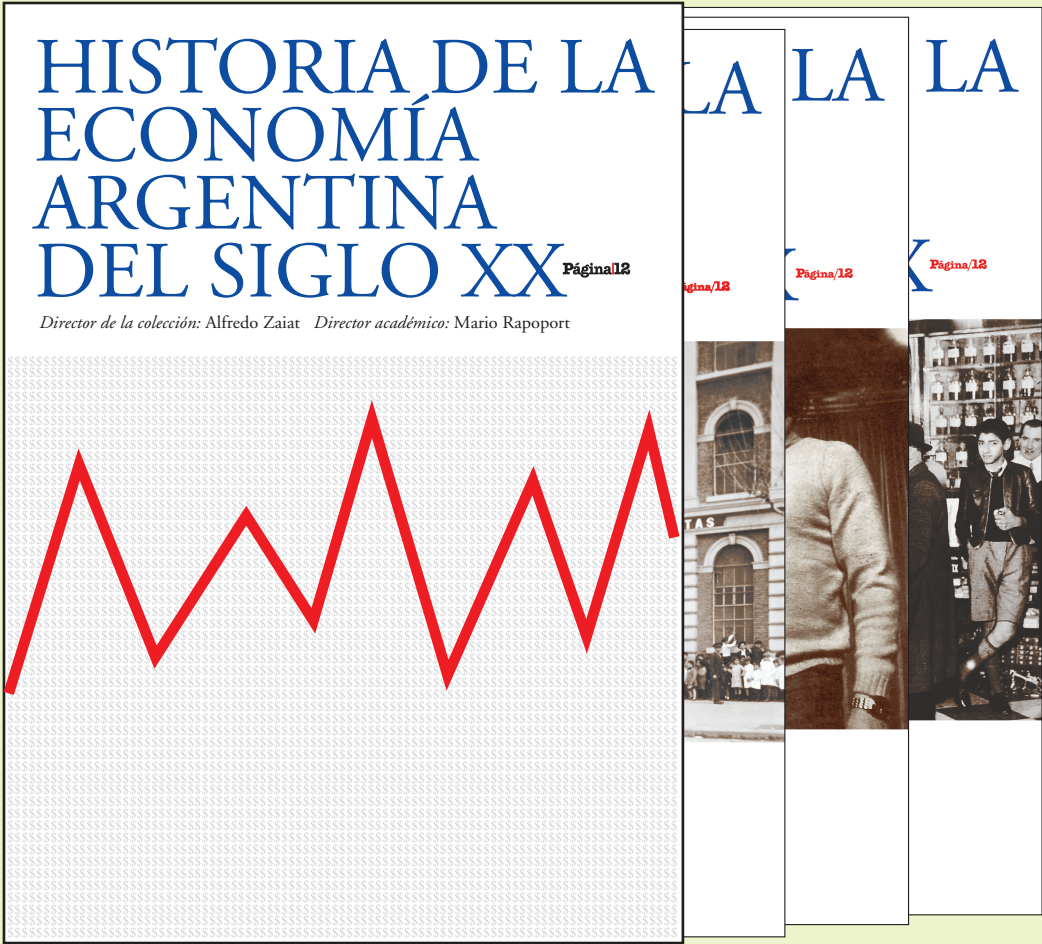 HISTORIA DE LA
ECONOMÍA
ARGENTINA
DEL SIGLO XX Página/12
Director de la colección: Alfredo Zaiat Director académico: Mario Rapoport
LA
Página/12
TAS
LA
X Página/12
LA
X Página/12